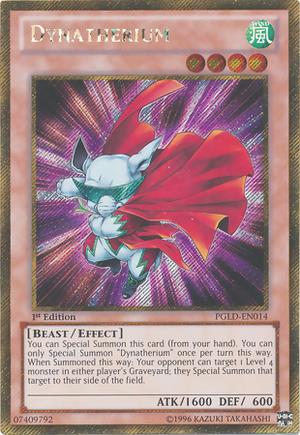 DYNATHERIUM
WIND
風
1st Edition
PGLD-EN014
[BEAST / EFFECT]
You can Special Summon this card (from your hand). You can
only Special Summon "Dynatherium" once per turn this way.
When Summoned this way: Your opponent can target 1 Level 4
monster in either player's Graveyard; they Special Summon that
target to their side of the field.
ATK/1600 DEF/ 600
07409792
©1996 KAZUKI TAKAHASHI